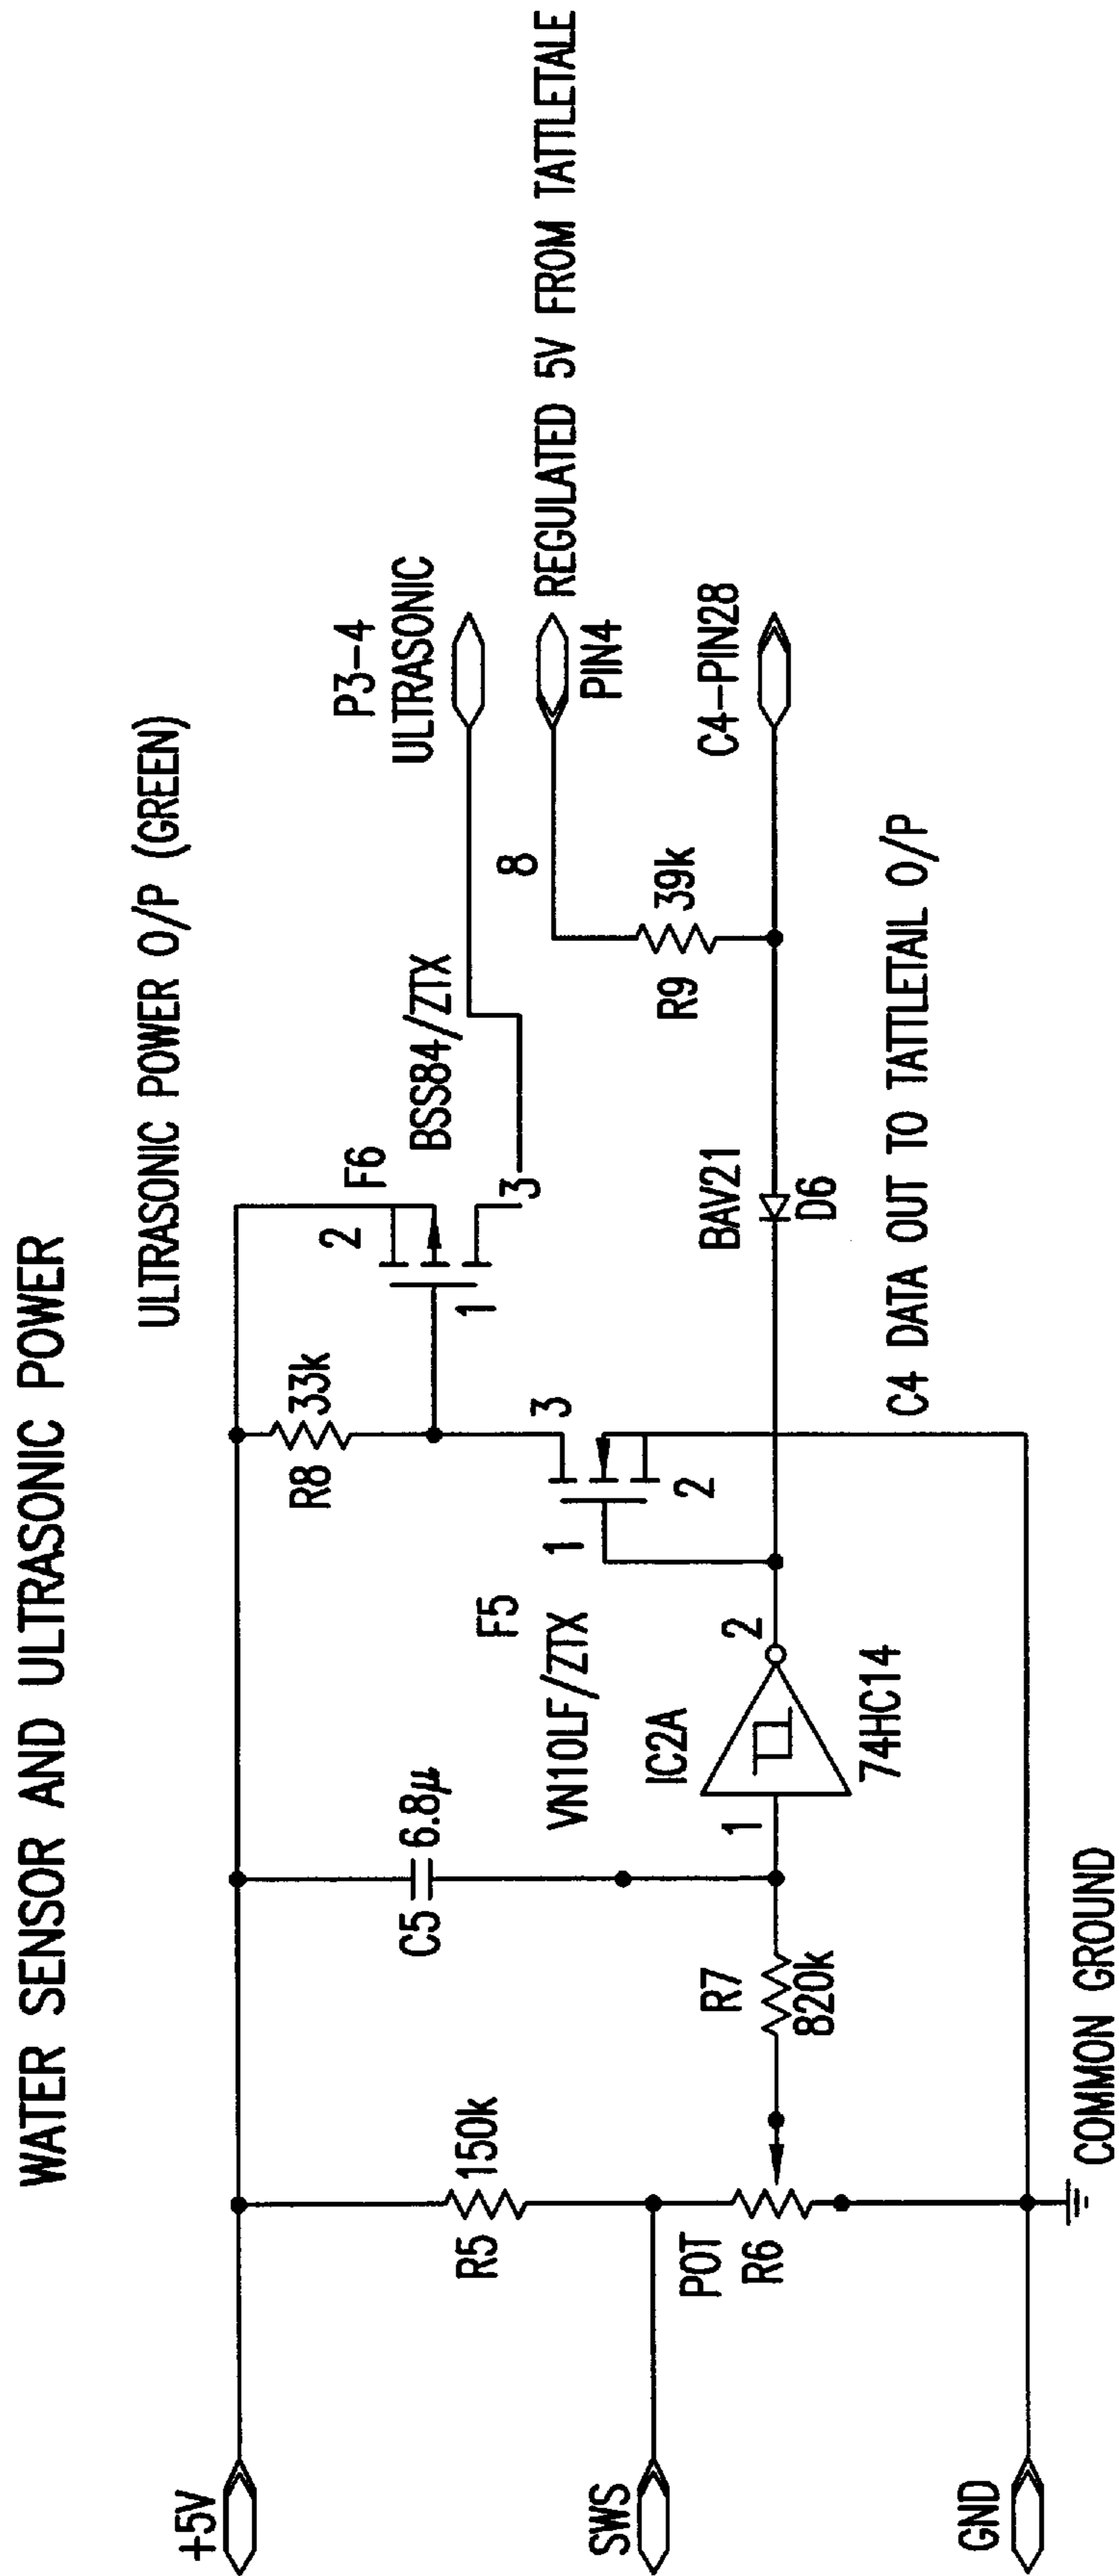 WATER SENSOR AND ULTRASONIC POWER
ULTRASONIC POWER O/P (GREEN)
+5V
R8
33k
2
F6
P3-4
ULTRASONIC
1
BSS84/ZTX
C5
6.8μ
R5
150k
3
3
8
REGULATED 5V FROM TATTLETALE
PIN4
F5
1
VN10LF/ZTX
2
SWS
R9
39k
POT
R6
R7
820k
1
IC2A
2
BAV21
D6
C4-PIN28
74HC14
C4 DATA OUT TO TATTLETAIL O/P
GND
COMMON GROUND